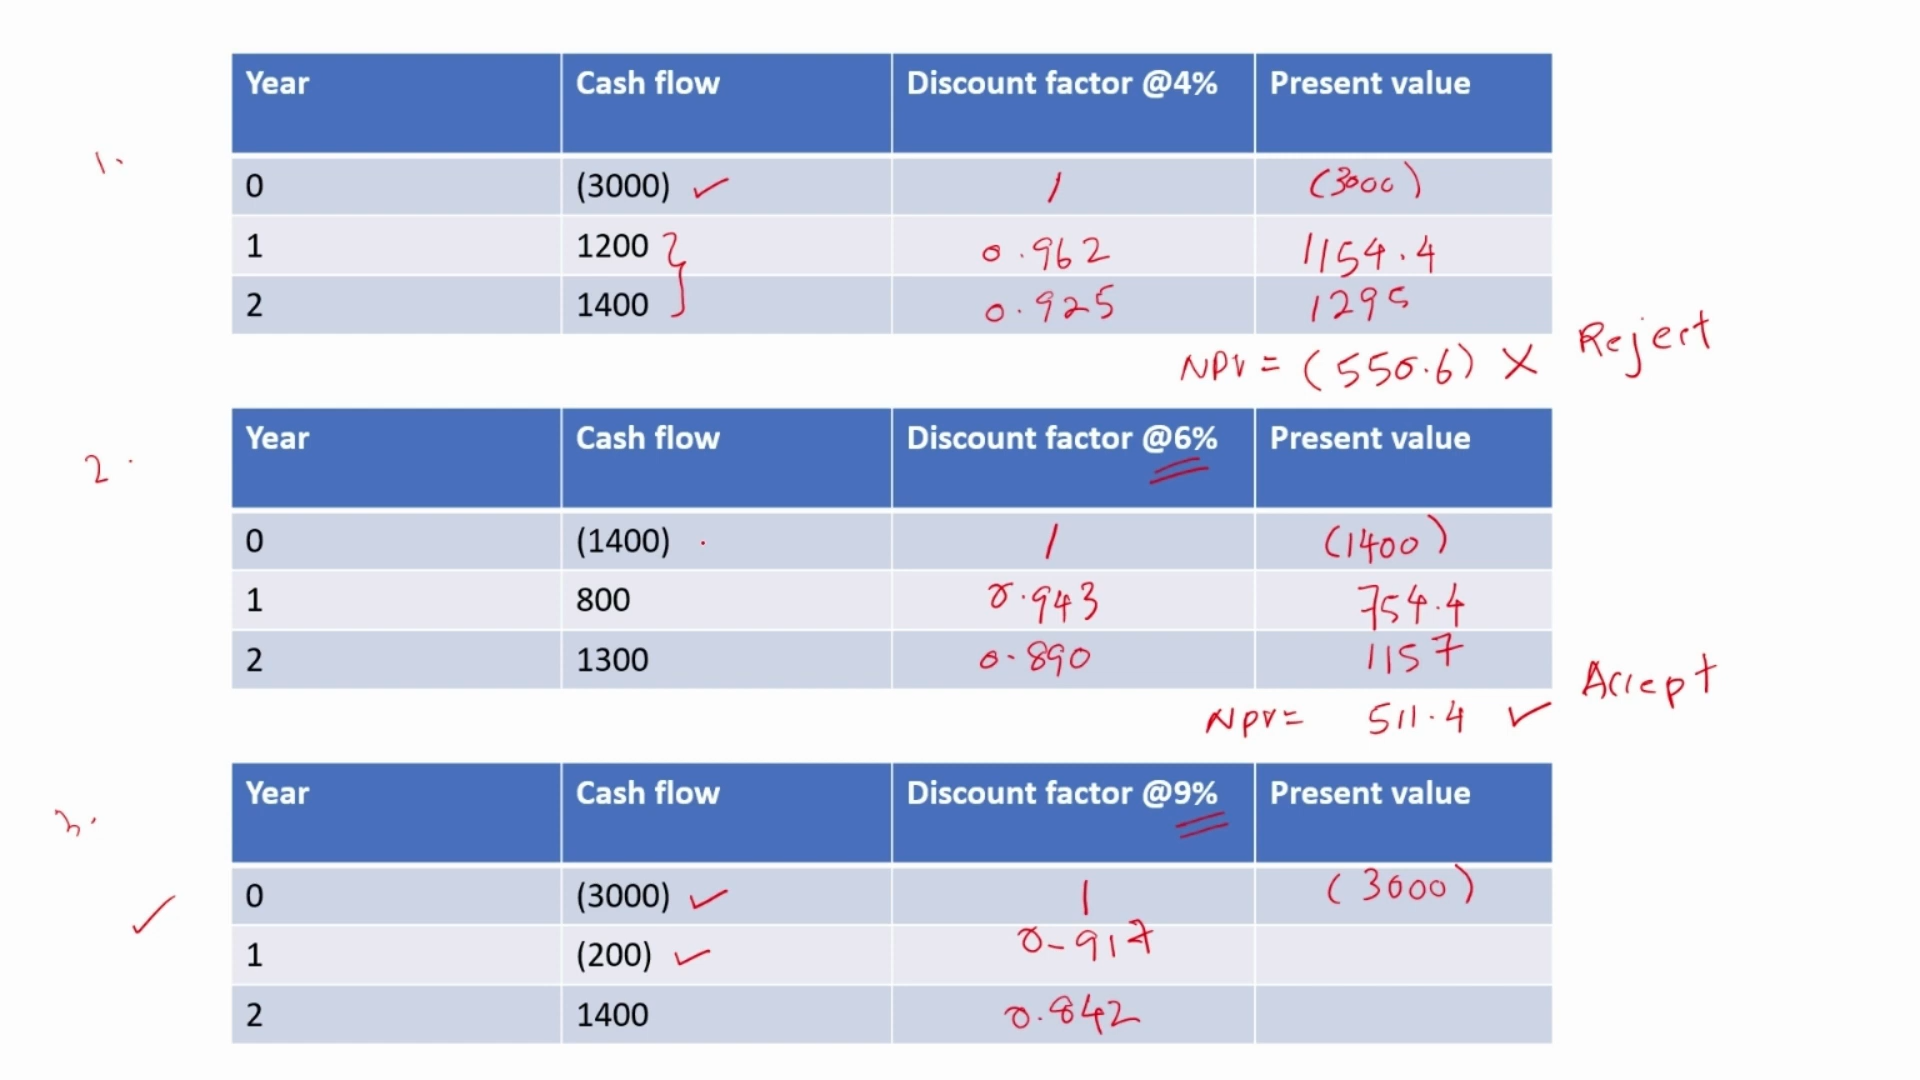 1.
Year Cash flow Discount factor @4% Present value
0 (3000) 1 (3000)
1 1200 0.962 1154.4
2 1400 0.925 1295
NPV = (550.6) X Reject
2.
Year Cash flow Discount factor @6% Present value
0 (1400) 1 (1400)
1 800 0.943 754.4
2 1300 0.890 1157
NPV = 511.4 ✓ Accept
3.
Year Cash flow Discount factor @9% Present value
0 (3000) 1 (3000)
1 (200) 0.917
2 1400 0.842